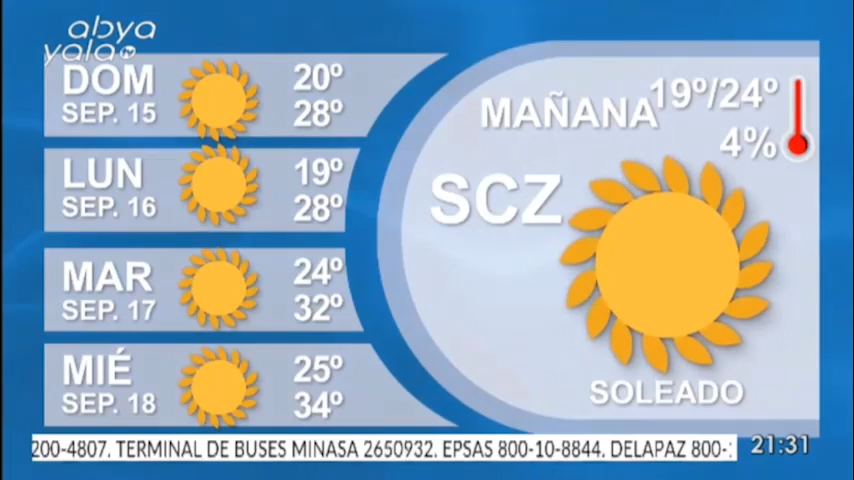 abya
yala tv
DOM
SEP. 15
20º
28º
LUN
SEP. 16
19º
28º
MAR
SEP. 17
24º
32º
MIÉ
SEP. 18
25º
34º
MAÑANA
19º/24º
4%
SCZ
SOLEADO
200-4807. TERMINAL DE BUSES MINASA 2650932. EPSAS 800-10-8844. DELAPAZ 800-
21:31